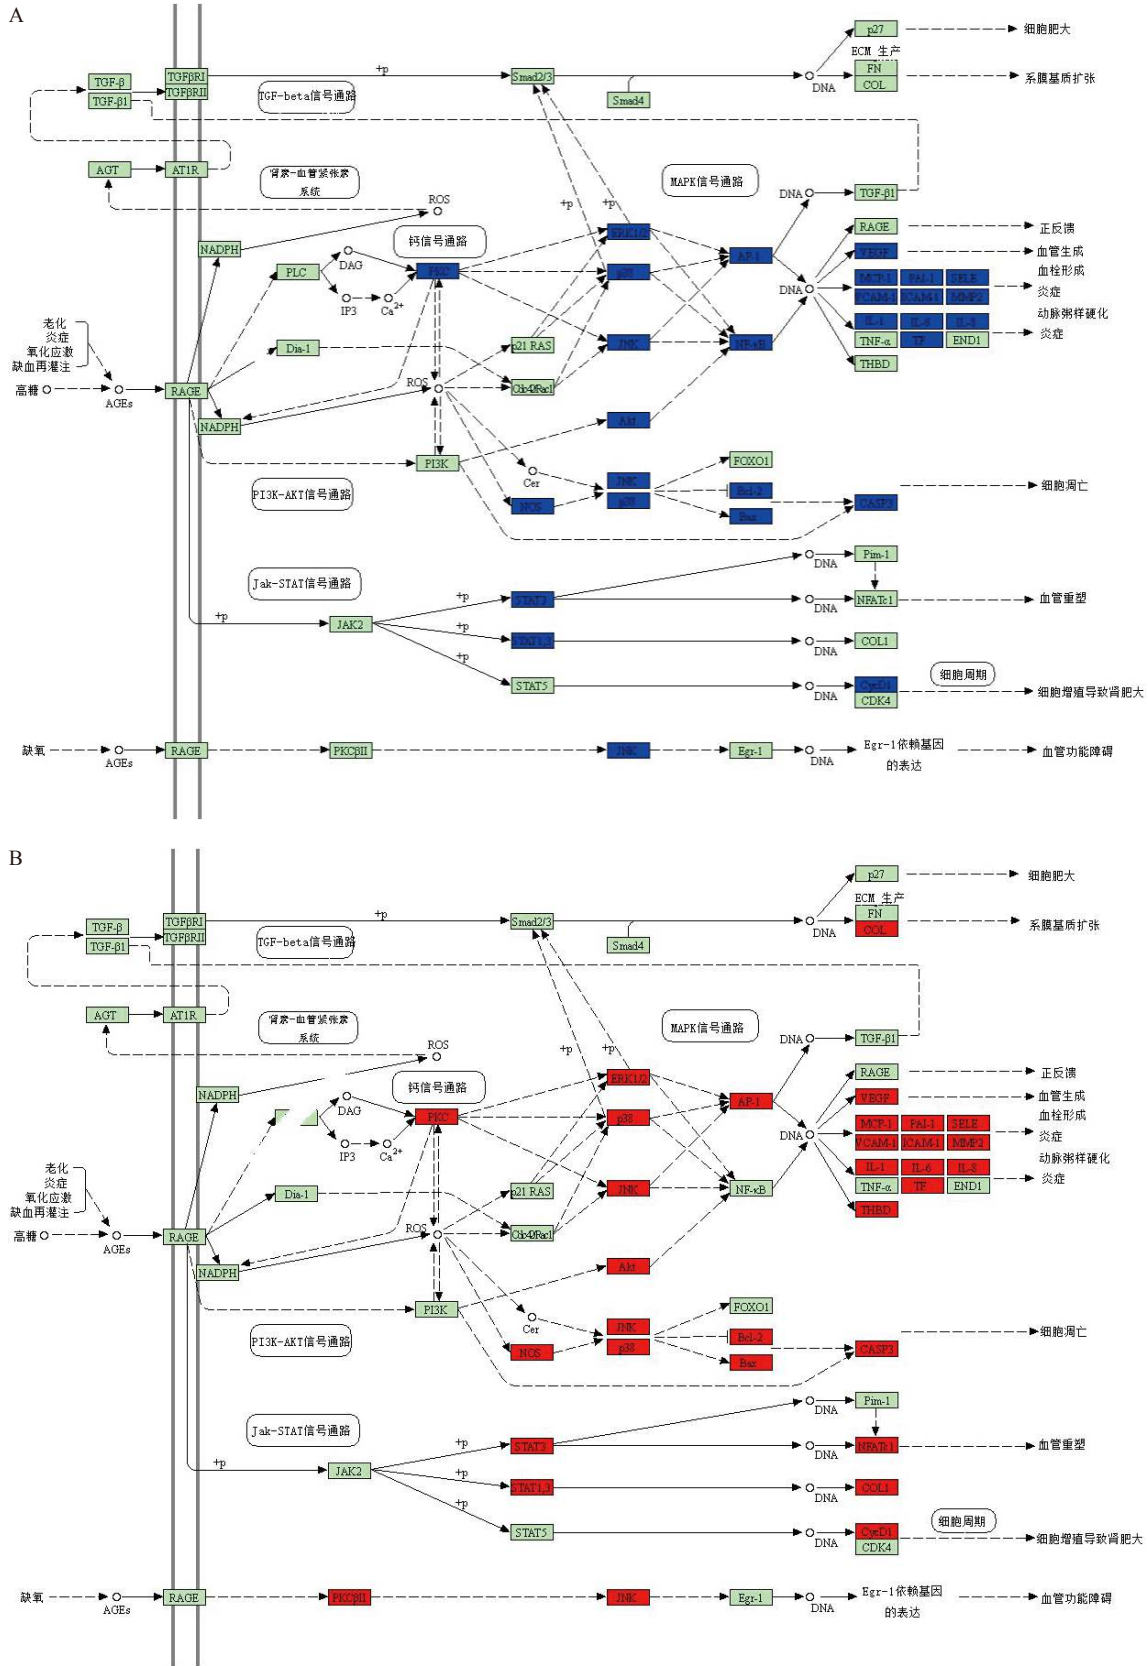 A
p27
细胞肥大
ECM 生产
TGF-β
TGFβRI
+p
Smad2/3
FN
系膜基质扩张
TGF-β1
TGFβRII
TGF-beta信号通路
Smad4
DNA
COL
AGT
AT1R
肾素-血管紧张素
系统
MAPK信号通路
DNA
TGF-β1
ROS
+p
+p
NADPH
钙信号通路
ERK1/2
RAGE
正反馈
PLC
DAG
PKC
p38
AP-1
VEGF
血管生成
IP3
Ca2+
DNA
MCP-1
PAI-1
SELE
血栓形成
VCAM-1
ICAM-1
MMP2
炎症
老化
炎症
氧化应激
缺血再灌注
Dia-1
p21 RAS
JNK
NF-κB
IL-1
IL-6
IL-8
动脉粥样硬化
TNF-α
TF
END1
炎症
THBD
高糖
AGEs
RAGE
ROS
Cdc42
Rac1
NADPH
Akt
PI3K
Cer
FOXO1
PI3K-AKT信号通路
JNK
Bcl-2
细胞凋亡
NOS
p38
Bax
CASP3
Jak-STAT信号通路
DNA
Pim-1
+p
+p
STAT3
DNA
NFATc1
血管重塑
JAK2
+p
STAT1,3
DNA
COL1
+p
细胞周期
STAT5
DNA
CycD1
细胞增殖导致肾肥大
CDK4
缺氧
AGEs
RAGE
PKCβII
JNK
Egr-1
DNA
Egr-1依赖基因
的表达
血管功能障碍
B
p27
细胞肥大
ECM 生产
TGF-β
TGFβRI
+p
Smad2/3
FN
系膜基质扩张
TGF-β1
TGFβRII
TGF-beta信号通路
Smad4
DNA
COL
AGT
AT1R
肾素-血管紧张素
系统
MAPK信号通路
DNA
TGF-β1
ROS
+p
+p
NADPH
钙信号通路
ERK1/2
RAGE
正反馈
DAG
PKC
p38
AP-1
VEGF
血管生成
IP3
Ca2+
DNA
MCP-1
PAI-1
SELE
血栓形成
VCAM-1
ICAM-1
MMP2
炎症
老化
炎症
氧化应激
缺血再灌注
Dia-1
p21 RAS
JNK
NF-κB
IL-1
IL-6
IL-8
动脉粥样硬化
TNF-α
TF
END1
炎症
THBD
高糖
AGEs
RAGE
ROS
Cdc42
Rac1
NADPH
Akt
PI3K
Cer
FOXO1
PI3K-AKT信号通路
JNK
Bcl-2
细胞凋亡
NOS
p38
Bax
CASP3
Jak-STAT信号通路
DNA
Pim-1
+p
+p
STAT3
DNA
NFATc1
血管重塑
JAK2
+p
STAT1,3
DNA
COL1
+p
细胞周期
STAT5
DNA
CycD1
细胞增殖导致肾肥大
CDK4
缺氧
AGEs
RAGE
PKCβII
JNK
Egr-1
DNA
Egr-1依赖基因
的表达
血管功能障碍